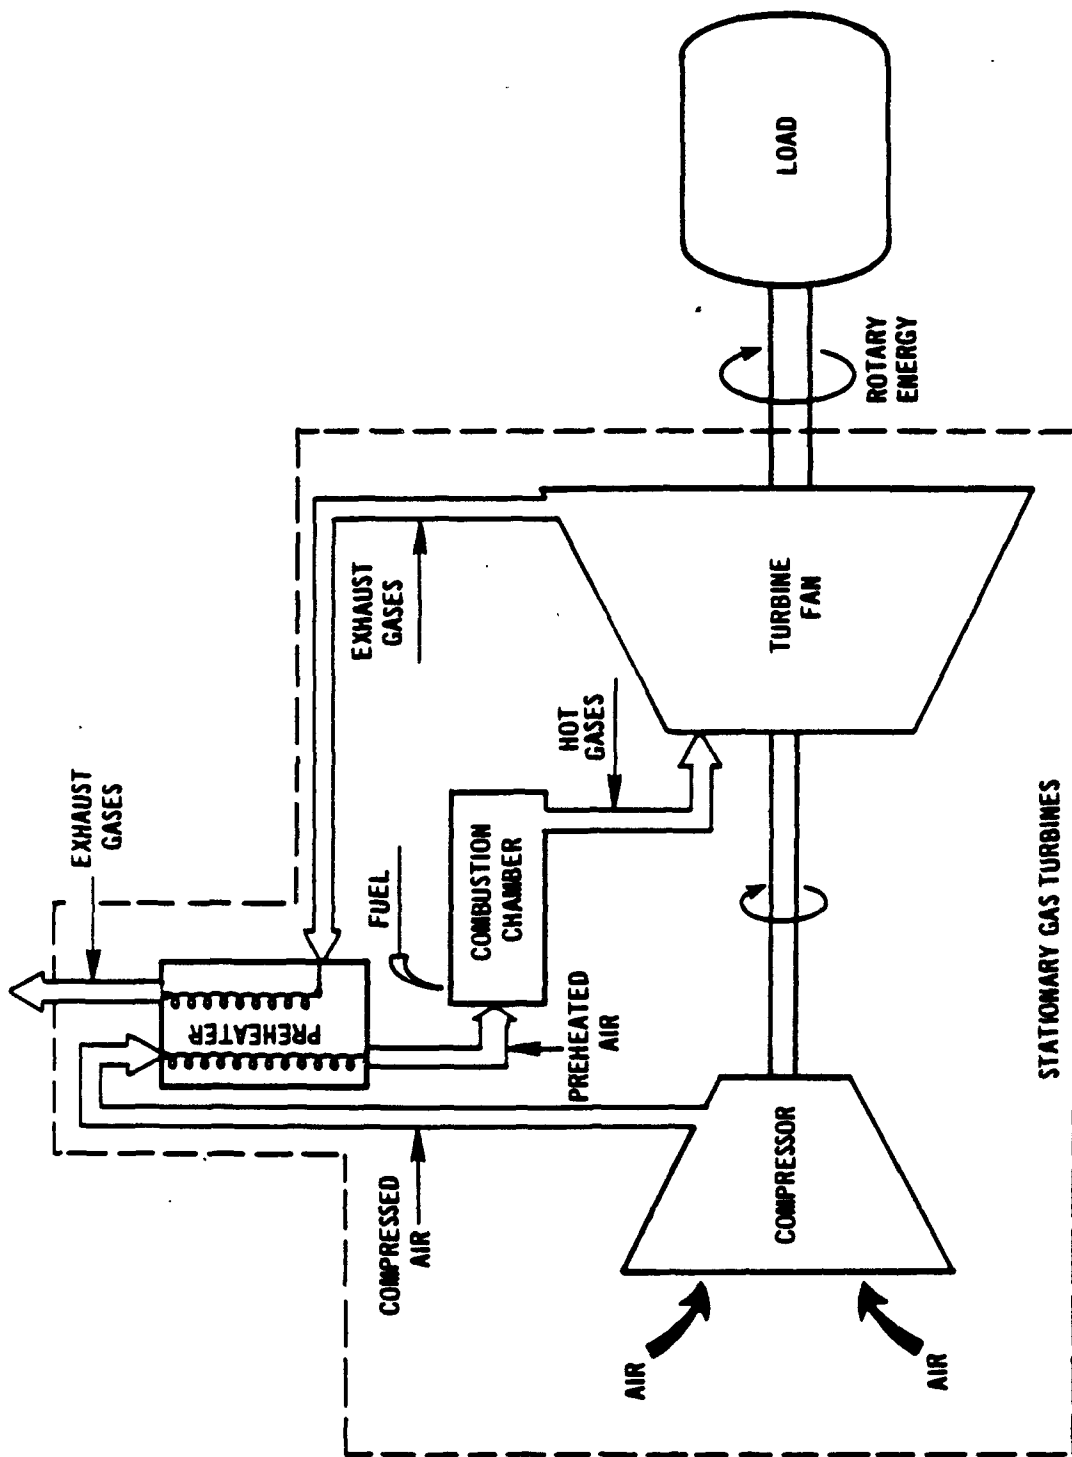 EXHAUST
GASES
PREHEATER
FUEL
COMBUSTION
CHAMBER
PREHEATED
AIR
COMPRESSED
AIR
EXHAUST
GASES
HOT
GASES
AIR
AIR
COMPRESSOR
TURBINE
FAN
ROTARY
ENERGY
LOAD
STATIONARY GAS TURBINES